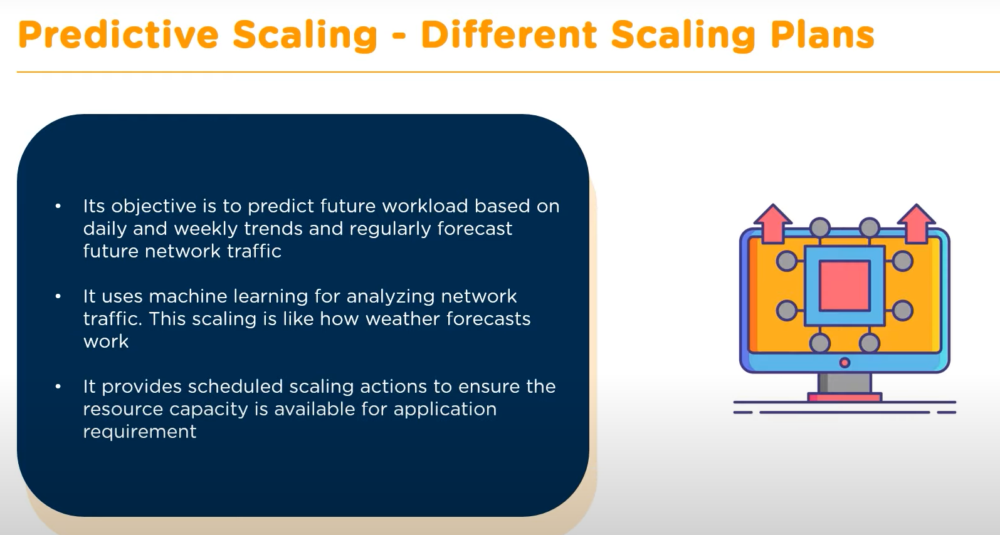 Predictive Scaling - Different Scaling Plans
• Its objective is to predict future workload based on
daily and weekly trends and regularly forecast
future network traffic
• It uses machine learning for analyzing network
traffic. This scaling is like how weather forecasts
work
• It provides scheduled scaling actions to ensure the
resource capacity is available for application
requirement